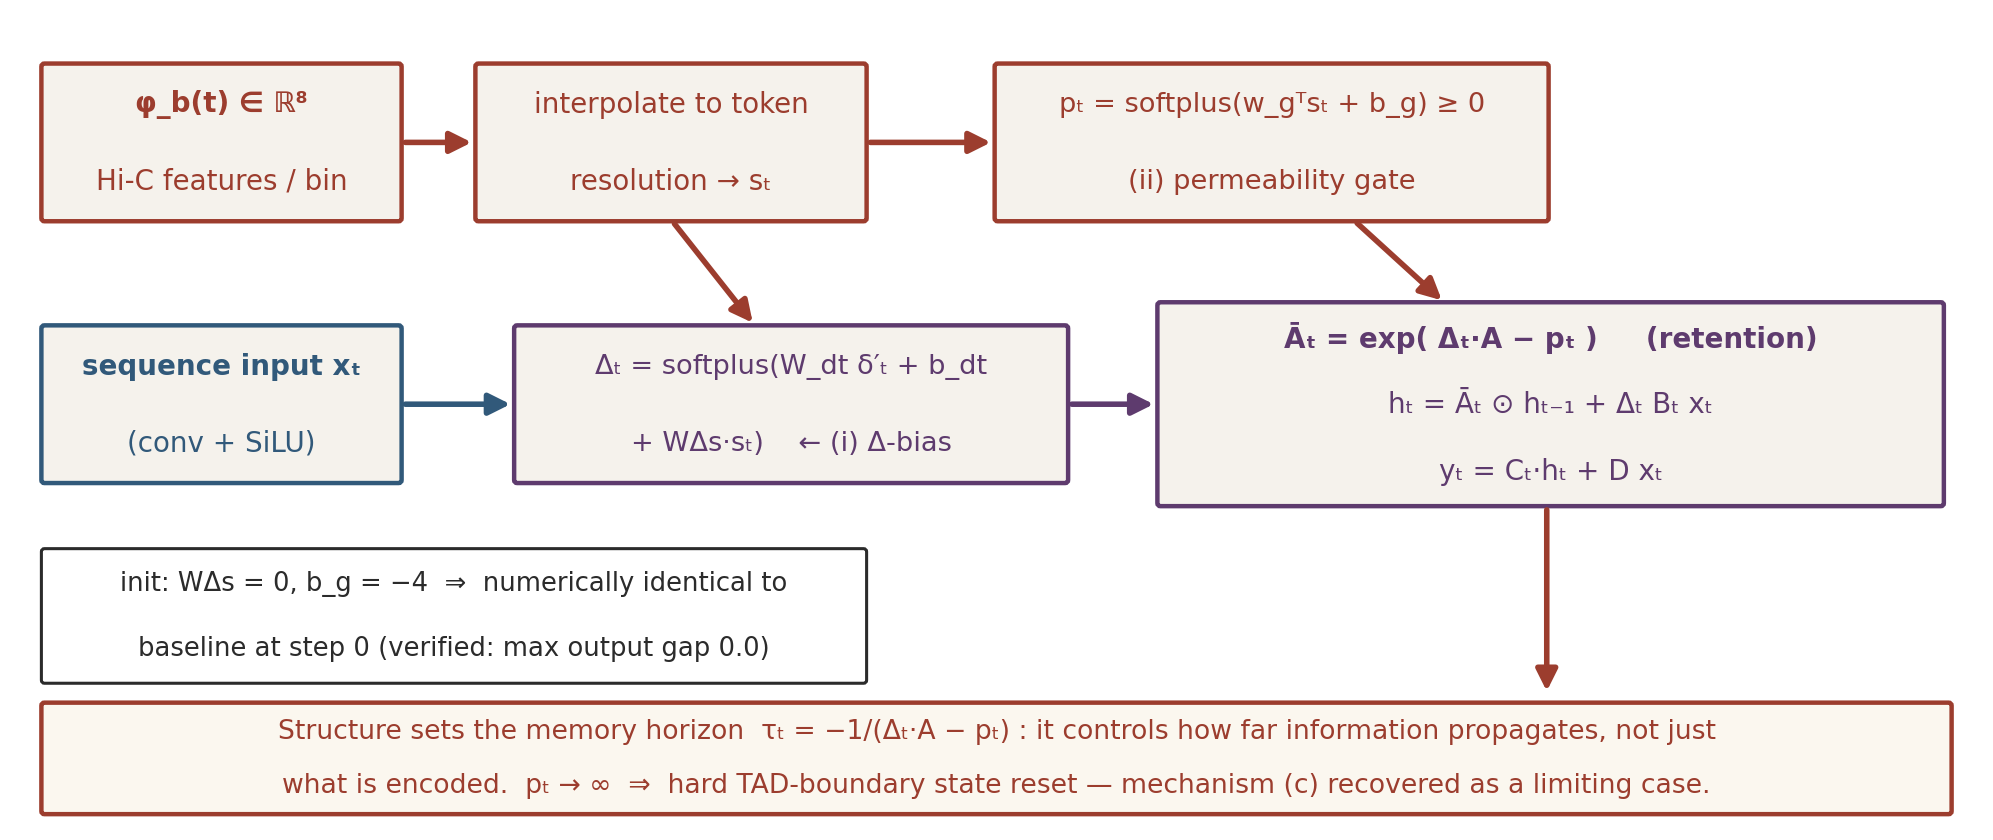 φ_b(t) ∈ ℝ⁸
Hi-C features / bin
interpolate to token
resolution → sₜ
pₜ = softplus(w_gᵀsₜ + b_g) ≥ 0
(ii) permeability gate
sequence input xₜ
(conv + SiLU)
Δₜ = softplus(W_dt δ′ₜ + b_dt
+ WΔs·sₜ)    ← (i) Δ-bias
Āₜ = exp( Δₜ·A − pₜ )     (retention)
hₜ = Āₜ ⊙ hₜ₋₁ + Δₜ Bₜ xₜ
yₜ = Cₜ·hₜ + D xₜ
init: WΔs = 0, b_g = −4  ⇒  numerically identical to
baseline at step 0 (verified: max output gap 0.0)
Structure sets the memory horizon  τₜ = −1/(Δₜ·A − pₜ) : it controls how far information propagates, not just
what is encoded.  pₜ → ∞  ⇒  hard TAD-boundary state reset — mechanism (c) recovered as a limiting case.